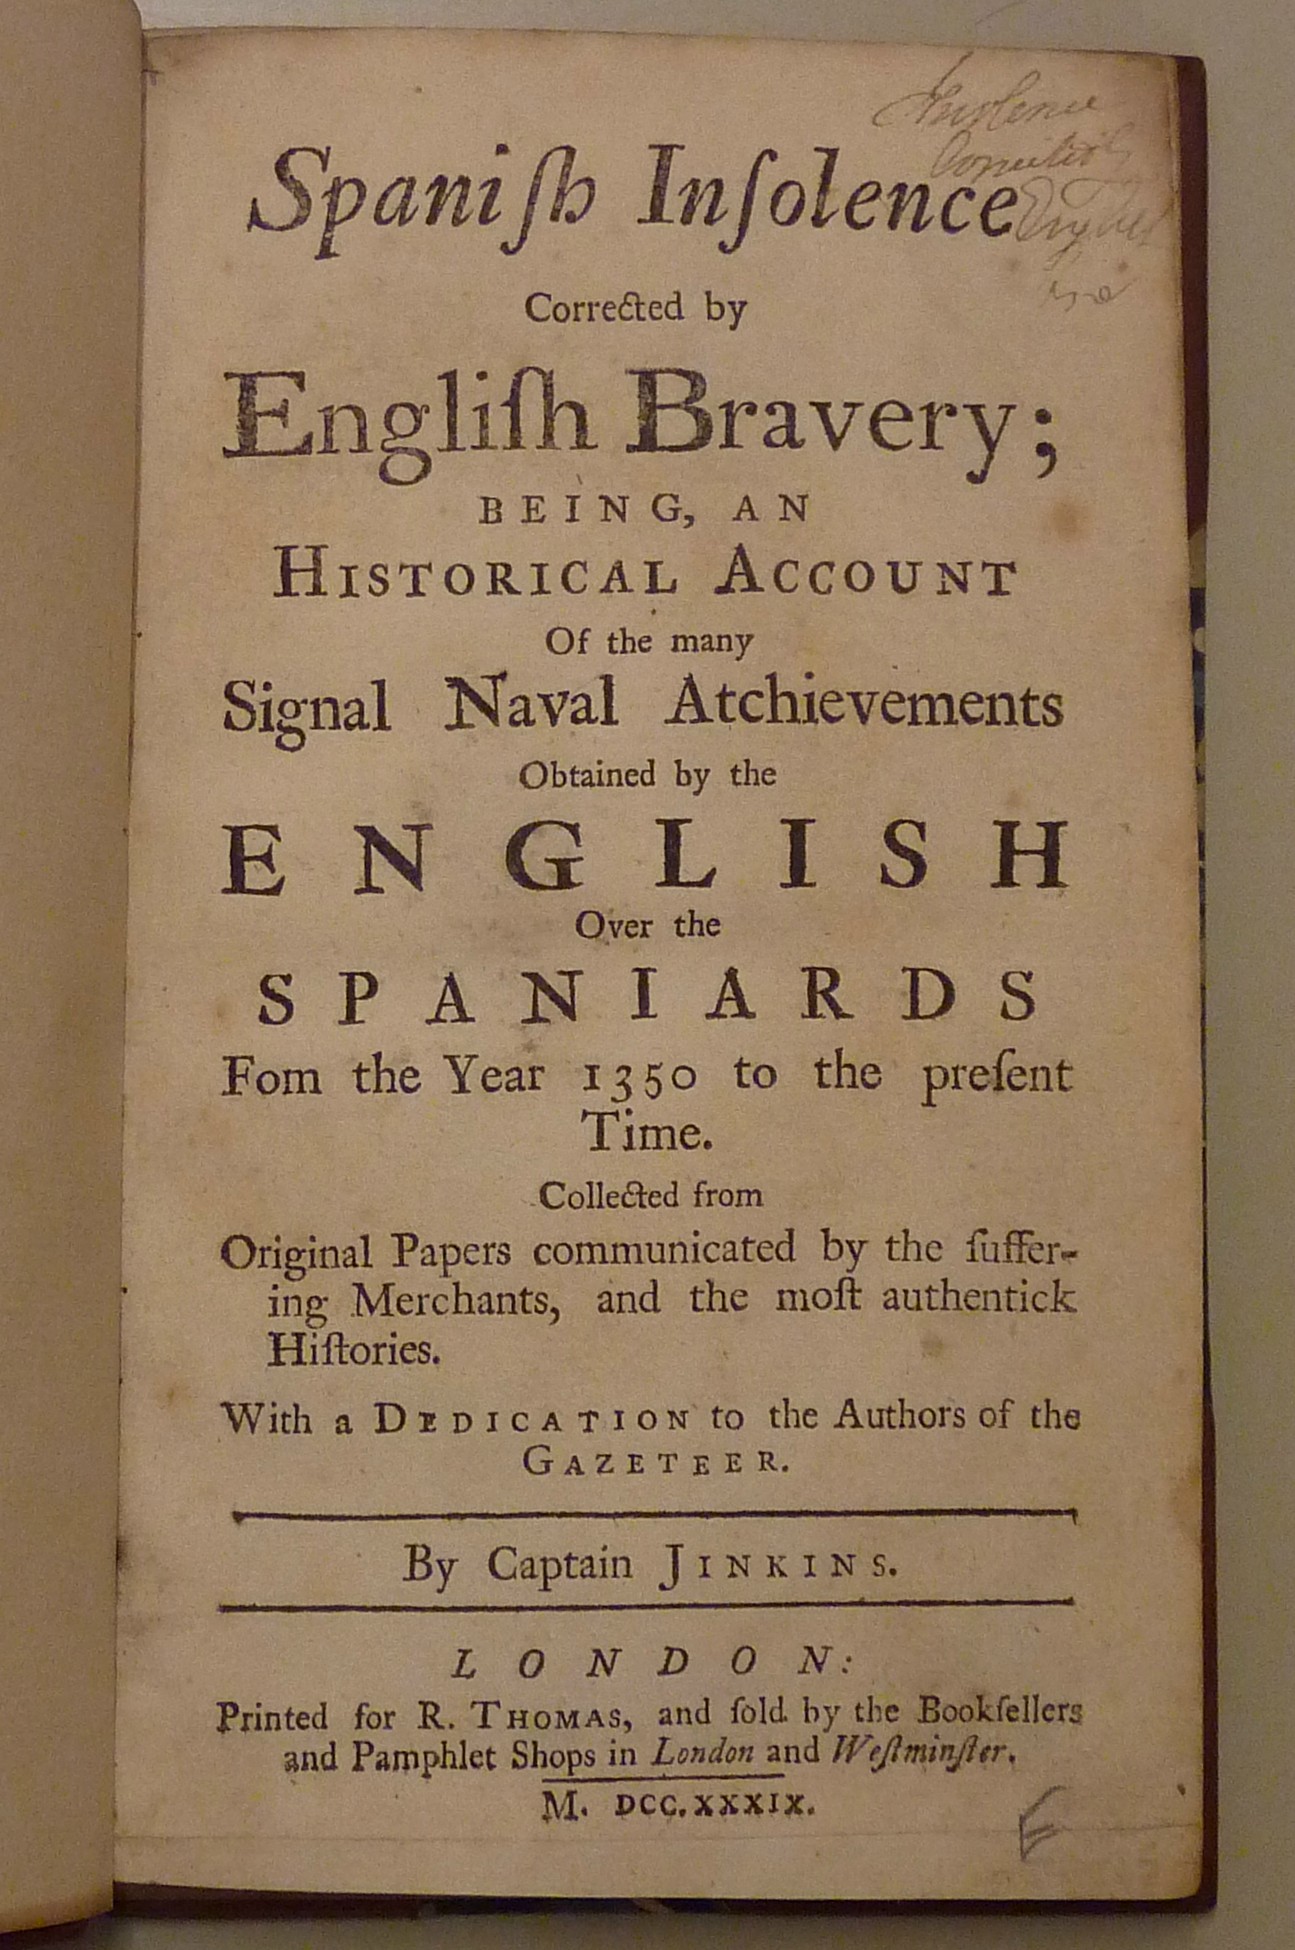 Spaniſh Inſolence
Corrected by
Engliſh Bravery;
BEING, AN
HISTORICAL ACCOUNT
Of the many
Signal Naval Atchievements
Obtained by the
ENGLISH
Over the
SPANIARDS
Fom the Year 1350 to the preſent
Time.
Collected from
Original Papers communicated by the ſuffer-
ing Merchants, and the moſt authentick
Hiſtories.
With a DEDICATION to the Authors of the
GAZETEER.
By Captain JINKINS.
LONDON:
Printed for R. THOMAS, and ſold by the Bookſellers
and Pamphlet Shops in London and Weſtminſter.
M. DCC.XXXIX.